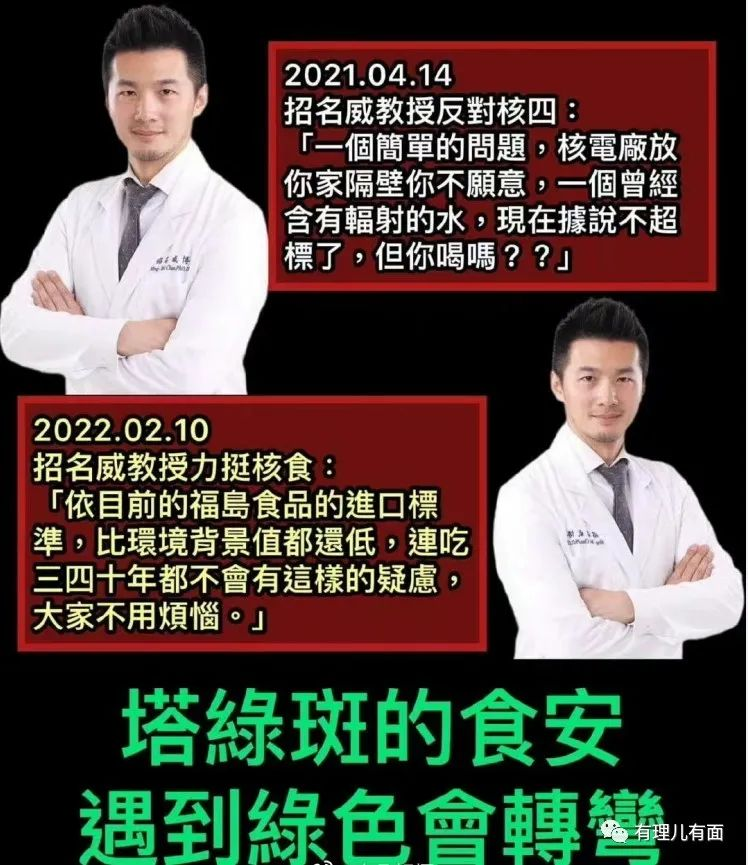 2021.04.14
招名威教授反對核四：
「一個簡單的問題，核電廠放
你家隔壁你不願意，一個曾經
含有輻射的水，現在據說不超
標了，但你喝嗎？？」
招名威 博
2022.02.10
招名威教授力挺核食：
「依目前的福島食品的進口標
準，比環境背景值都還低，連吃
三四十年都不會有這樣的疑慮，
大家不用煩惱。」
塔綠斑的食安
遇到綠色會轉彎
有理儿有面